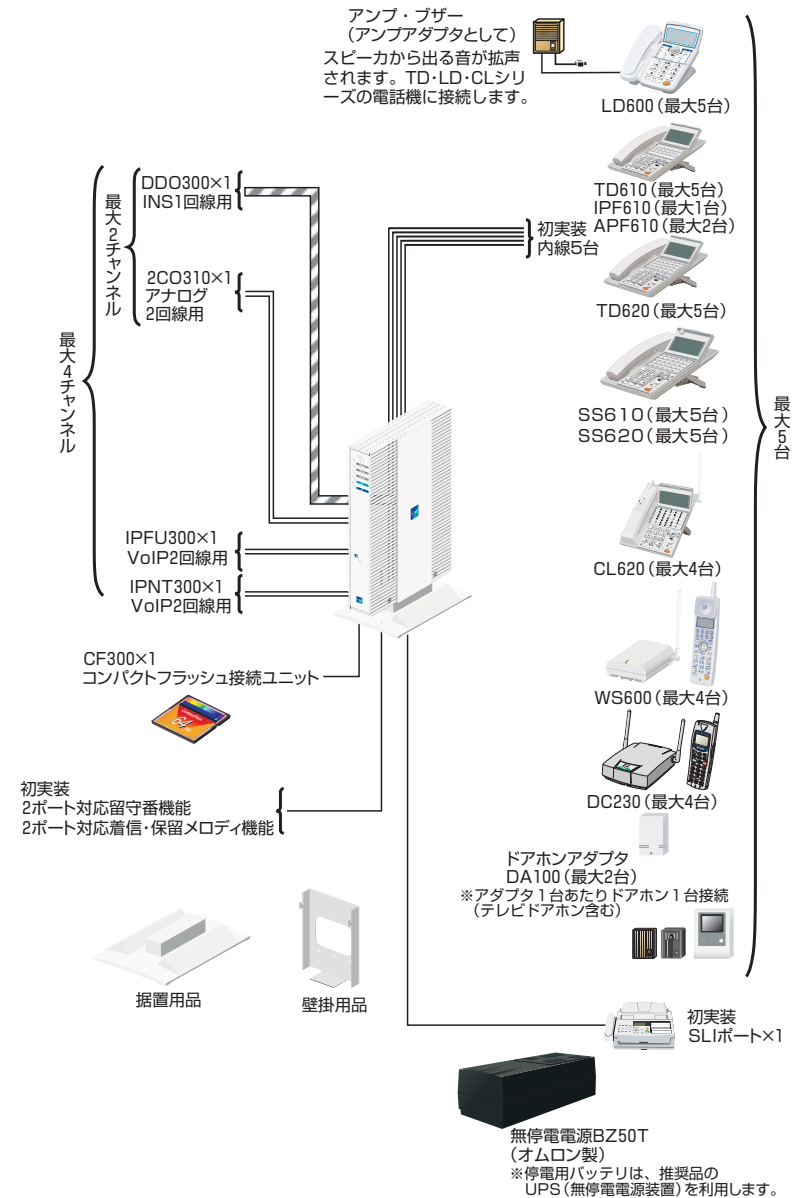 アンプ・ブザー
（アンプアダプタとして）
スピーカから出る音が拡声
されます。TD・LD・CLシリ
ーズの電話機に接続します。
LD600（最大5台）
TD610（最大5台）
IPF610（最大1台）
APF610（最大2台）
TD620（最大5台）
SS610（最大5台）
SS620（最大5台）
CL620（最大4台）
WS600（最大4台）
DC230（最大4台）
ドアホンアダプタ
DA100（最大2台）
※アダプタ1台あたりドアホン1台接続
（テレビドアホン含む）
最大5台
初実装
内線5台
DDO300×1
INS1回線用
2CO310×1
アナログ
2回線用
最大2チャンネル
最大4チャンネル
IPFU300×1
VoIP2回線用
IPNT300×1
VoIP2回線用
CF300×1
コンパクトフラッシュ接続ユニット
64
初実装
2ポート対応留守番機能
2ポート対応着信・保留メロディ機能
据置用品
壁掛用品
初実装
SLIポート×1
無停電電源BZ50T
（オムロン製）
※停電用バッテリは、推奨品の
UPS（無停電電源装置）を利用します。